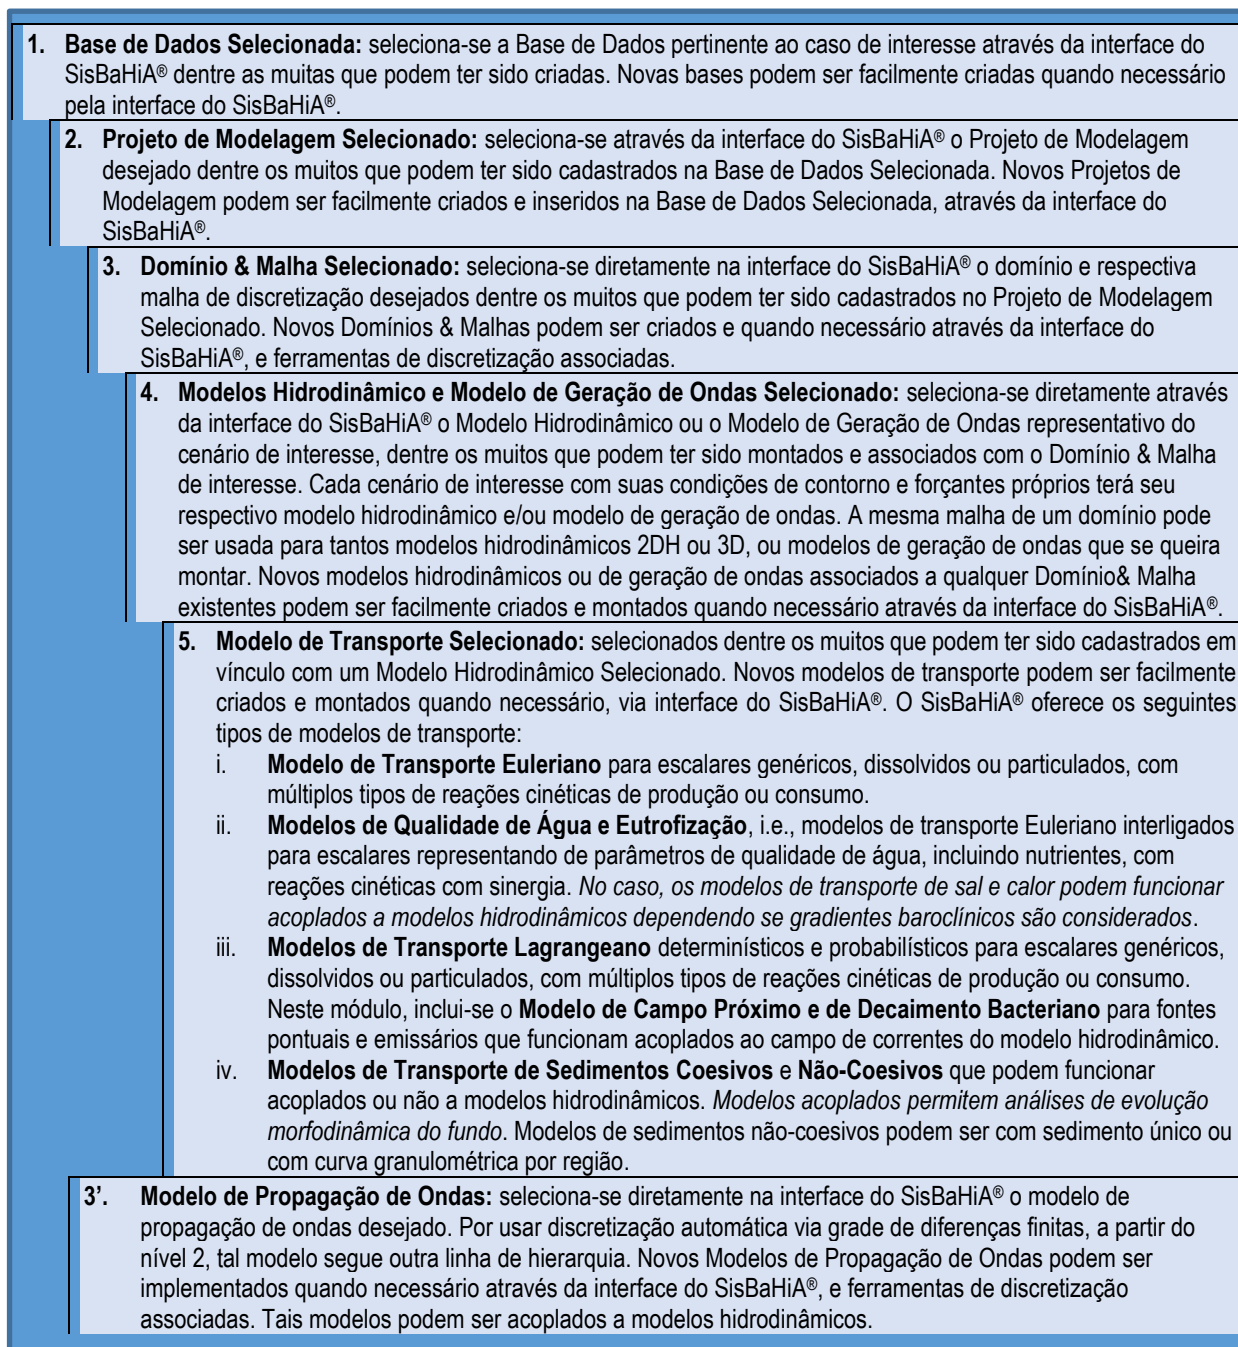 1. Base de Dados Selecionada: seleciona-se a Base de Dados pertinente ao caso de interesse através da interface do
SisBaHiA® dentre as muitas que podem ter sido criadas. Novas bases podem ser facilmente criadas quando necessário
pela interface do SisBaHiA®.
2. Projeto de Modelagem Selecionado: seleciona-se através da interface do SisBaHiA® o Projeto de Modelagem
desejado dentre os muitos que podem ter sido cadastrados na Base de Dados Selecionada. Novos Projetos de
Modelagem podem ser facilmente criados e inseridos na Base de Dados Selecionada, através da interface do
SisBaHiA®.
3. Domínio & Malha Selecionado: seleciona-se diretamente na interface do SisBaHiA® o domínio e respectiva
malha de discretização desejados dentre os muitos que podem ter sido cadastrados no Projeto de Modelagem
Selecionado. Novos Domínios & Malhas podem ser criados e quando necessário através da interface do
SisBaHiA®, e ferramentas de discretização associadas.
4. Modelos Hidrodinâmico e Modelo de Geração de Ondas Selecionado: seleciona-se diretamente através
da interface do SisBaHiA® o Modelo Hidrodinâmico ou o Modelo de Geração de Ondas representativo do
cenário de interesse, dentre os muitos que podem ter sido montados e associados com o Domínio & Malha
de interesse. Cada cenário de interesse com suas condições de contorno e forçantes próprios terá seu
respectivo modelo hidrodinâmico e/ou modelo de geração de ondas. A mesma malha de um domínio pode
ser usada para tantos modelos hidrodinâmicos 2DH ou 3D, ou modelos de geração de ondas que se queira
montar. Novos modelos hidrodinâmicos ou de geração de ondas associados a qualquer Domínio& Malha
existentes podem ser facilmente criados e montados quando necessário através da interface do SisBaHiA®.
5. Modelo de Transporte Selecionado: selecionados dentre os muitos que podem ter sido cadastrados em
vínculo com um Modelo Hidrodinâmico Selecionado. Novos modelos de transporte podem ser facilmente
criados e montados quando necessário, via interface do SisBaHiA®. O SisBaHiA® oferece os seguintes
tipos de modelos de transporte:
i. Modelo de Transporte Euleriano para escalares genéricos, dissolvidos ou particulados, com
múltiplos tipos de reações cinéticas de produção ou consumo.
ii. Modelos de Qualidade de Água e Eutrofização, i.e., modelos de transporte Euleriano interligados
para escalares representando de parâmetros de qualidade de água, incluindo nutrientes, com
reações cinéticas com sinergia. No caso, os modelos de transporte de sal e calor podem funcionar
acoplados a modelos hidrodinâmicos dependendo se gradientes baroclínicos são considerados.
iii. Modelos de Transporte Lagrangeano determinísticos e probabilísticos para escalares genéricos,
dissolvidos ou particulados, com múltiplos tipos de reações cinéticas de produção ou consumo.
Neste módulo, inclui-se o Modelo de Campo Próximo e de Decaimento Bacteriano para fontes
pontuais e emissários que funcionam acoplados ao campo de correntes do modelo hidrodinâmico.
iv. Modelos de Transporte de Sedimentos Coesivos e Não-Coesivos que podem funcionar
acoplados ou não a modelos hidrodinâmicos. Modelos acoplados permitem análises de evolução
morfodinâmica do fundo. Modelos de sedimentos não-coesivos podem ser com sedimento único ou
com curva granulométrica por região.
3’. Modelo de Propagação de Ondas: seleciona-se diretamente na interface do SisBaHiA® o modelo de
propagação de ondas desejado. Por usar discretização automática via grade de diferenças finitas, a partir do
nível 2, tal modelo segue outra linha de hierarquia. Novos Modelos de Propagação de Ondas podem ser
implementados quando necessário através da interface do SisBaHiA®, e ferramentas de discretização
associadas. Tais modelos podem ser acoplados a modelos hidrodinâmicos.